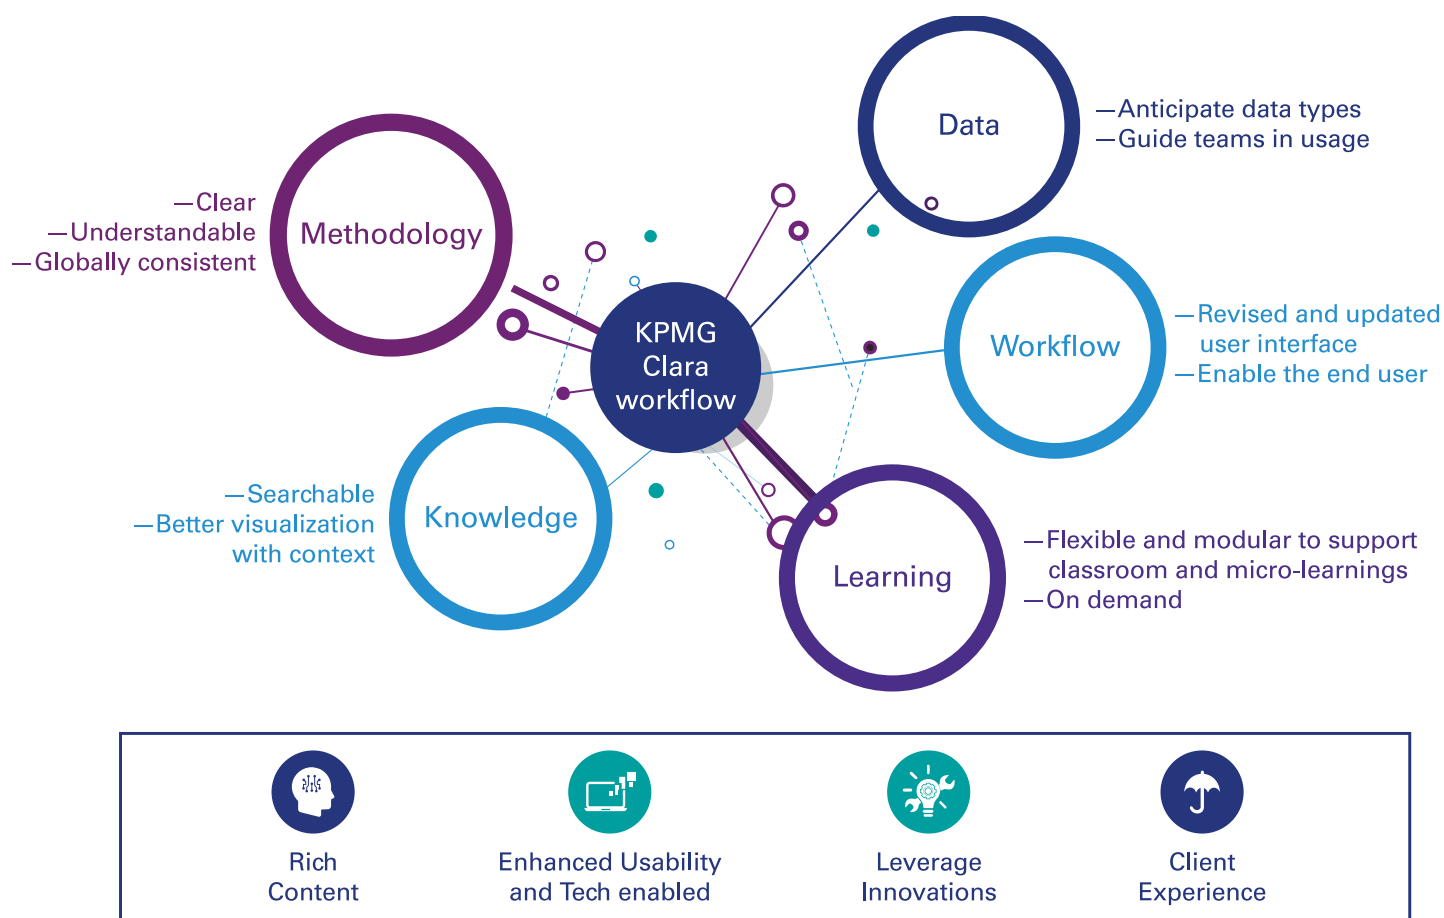 Data
—Anticipate data types
—Guide teams in usage
Methodology
—Clear
—Understandable
—Globally consistent
KPMG
Clara
workflow
Workflow
—Revised and updated
user interface
—Enable the end user
Knowledge
—Searchable
—Better visualization
with context
Learning
—Flexible and modular to support
classroom and micro-learnings
—On demand
Rich
Content
Enhanced Usability
and Tech enabled
Leverage
Innovations
Client
Experience